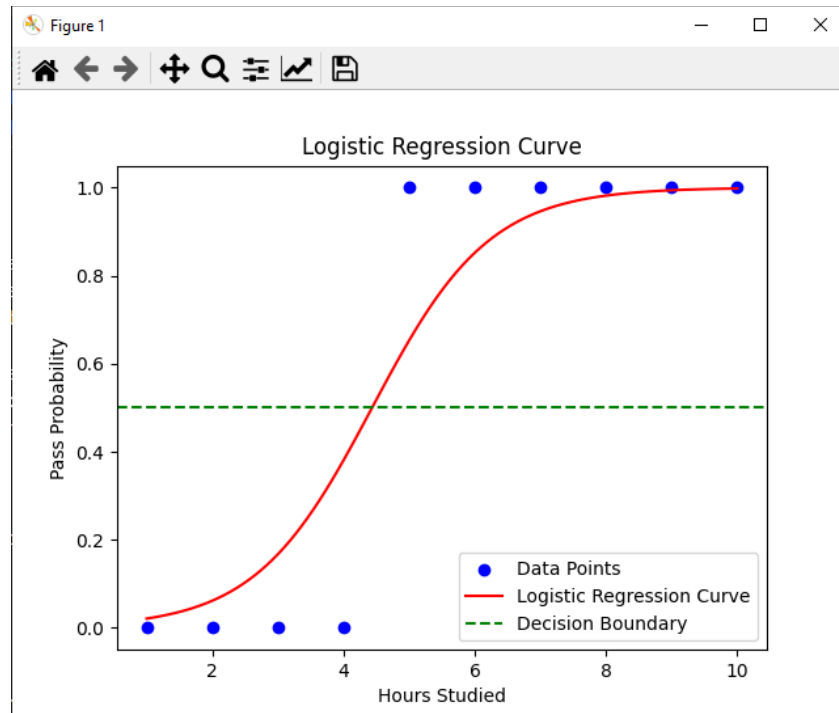 Figure 1
Logistic Regression Curve
1.0
0.8
0.6
0.4
0.2
0.0
Pass Probability
2 4 6 8 10
Hours Studied
Data Points
Logistic Regression Curve
Decision Boundary